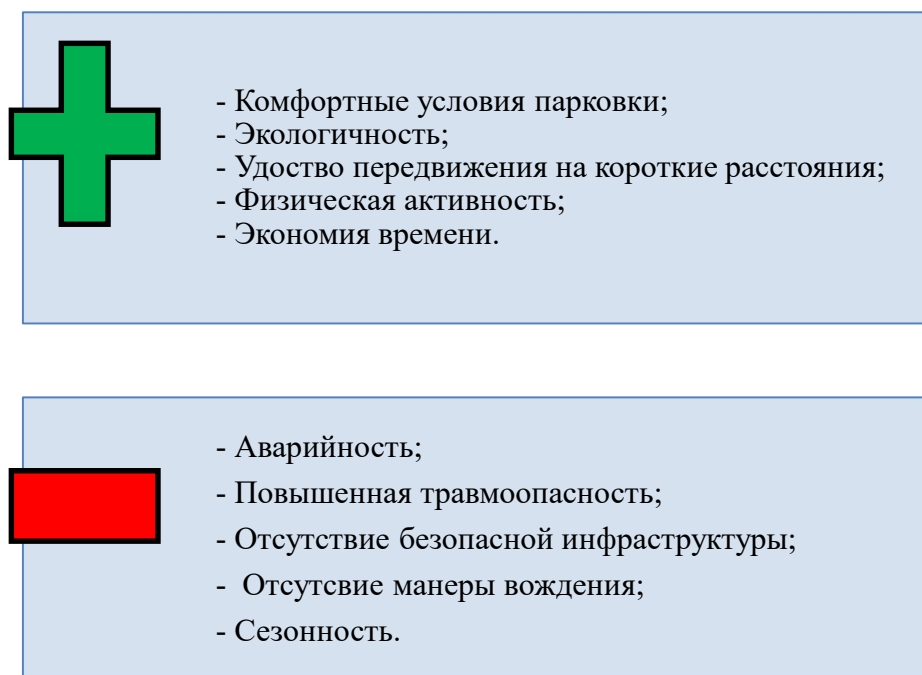 - Комфортные условия парковки;
- Экологичность;
- Удоство передвижения на короткие расстояния;
- Физическая активность;
- Экономия времени.
- Аварийность;
- Повышенная травмоопасность;
- Отсутствие безопасной инфраструктуры;
- Отсутсвие манеры вождения;
- Сезонность.